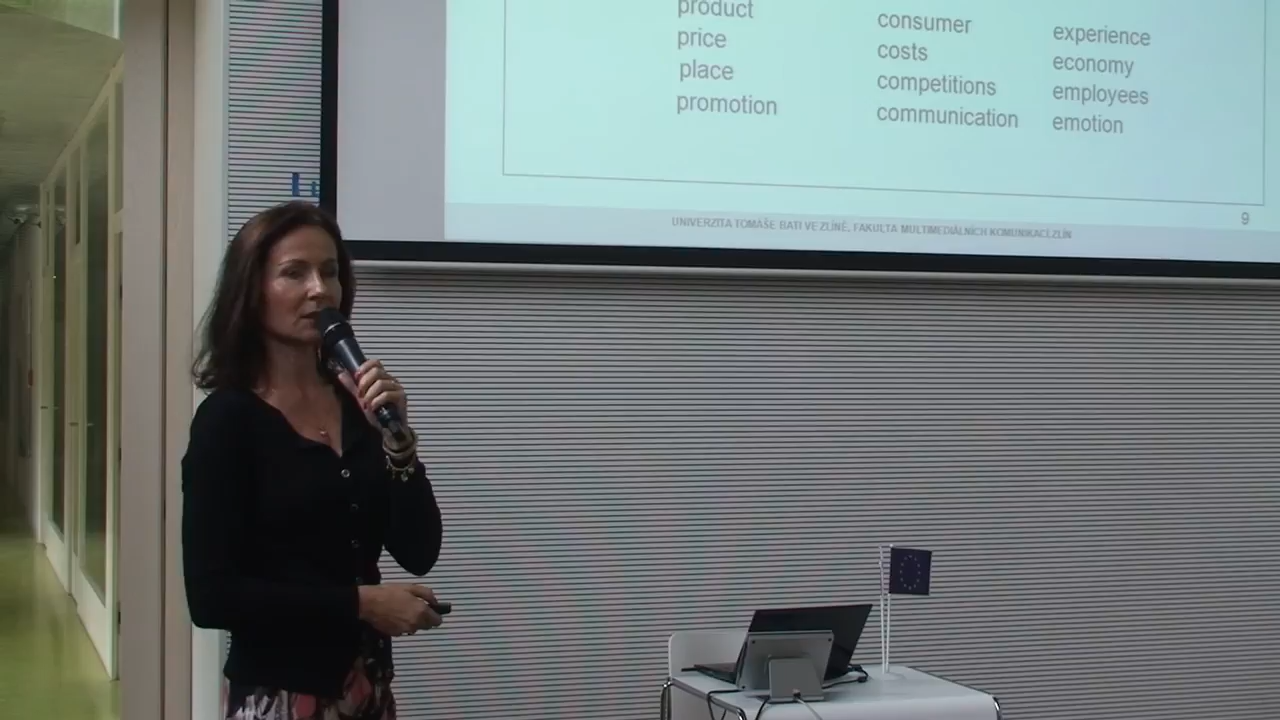 product
price
place
promotion
consumer
costs
competitions
communication
experience
economy
employees
emotion
9
UNIVERZITA TOMÁŠE BATI VE ZLÍNĚ, FAKULTA MULTIMEDIÁLNÍCH KOMUNIKACÍ ZLÍN